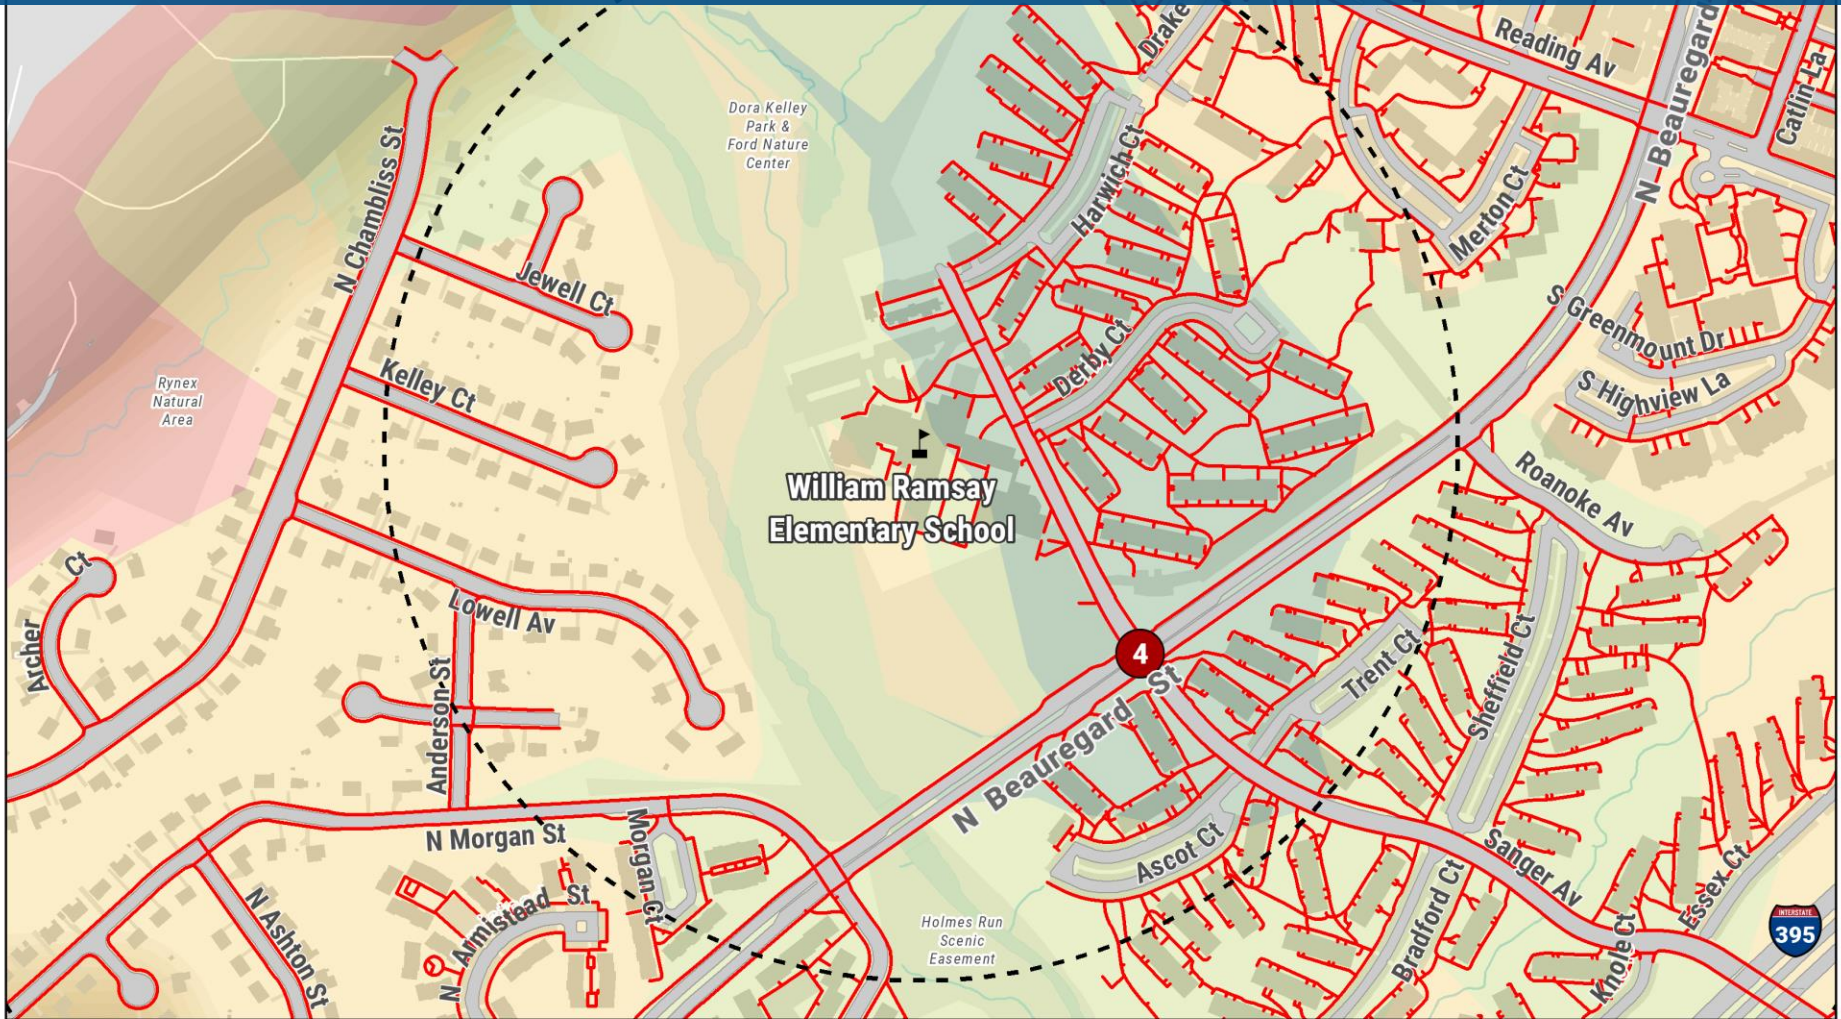 Drake
Reading Av
N Beauregard
Catlin La
Dora Kelley
Park &
Ford Nature
Center
N Chambliss St
Harwich Ct
Merton Ct
Jewell Ct
S Greenmount Dr
Derby Ct
Kelley Ct
S Highview La
Rynex
Natural
Area
William Ramsay
Elementary School
Roanoke Av
Archer
Ct
Lowell Av
4
Trent Ct
Sheffield Ct
Anderson St
N Beauregard St
N Morgan St
Morgan Ct
Ascot Ct
Sanger Av
Essex Ct
N Ashton St
N Armistead St
Holmes Run
Scenic
Easement
Bradford Ct
Knole Ct
INTERSTATE
395